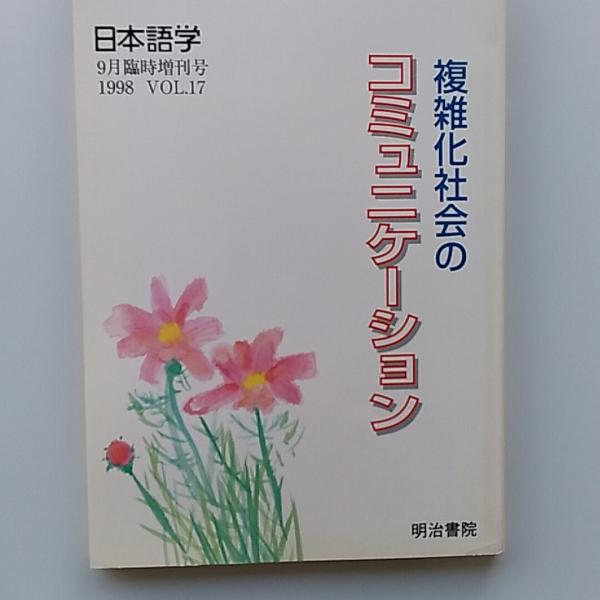 日本語学
9月臨時増刊号
1998 VOL.17
複雑化社会の
コミュニケーション
明治書院